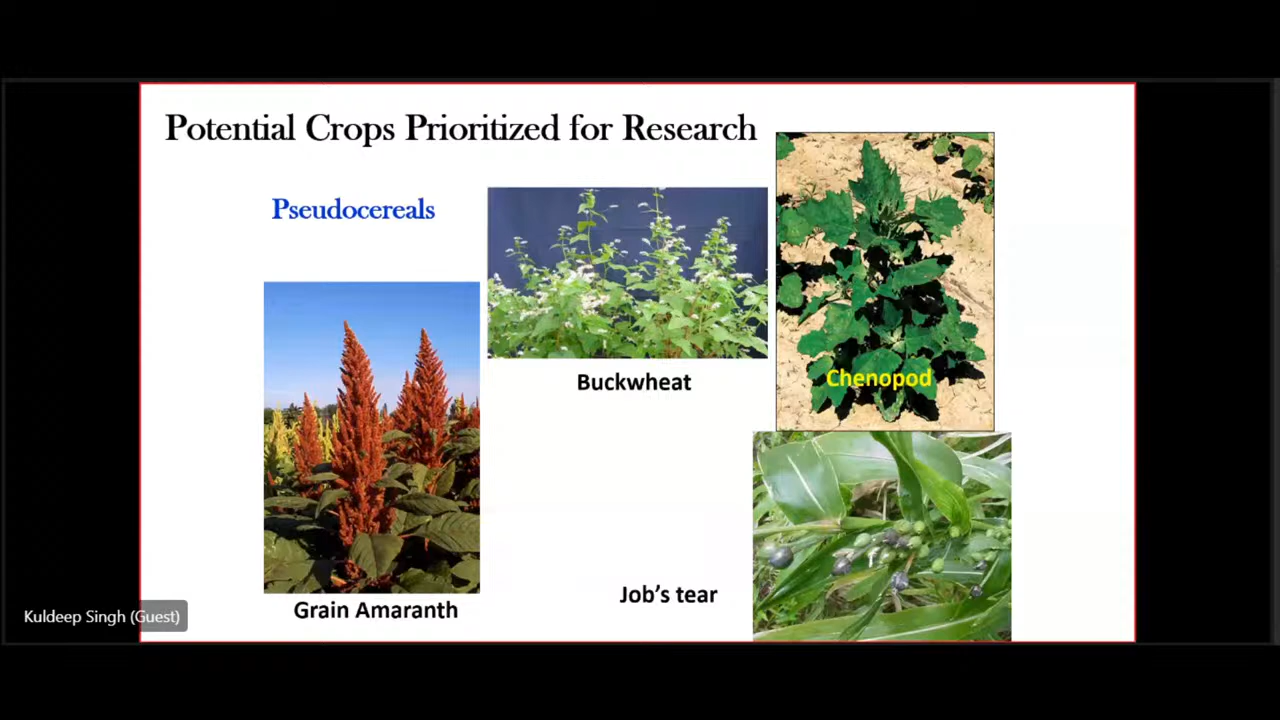 Potential Crops Prioritized for Research
Pseudocereals
Buckwheat
Chenopod
Job's tear
Grain Amaranth
Kuldeep Singh (Guest)